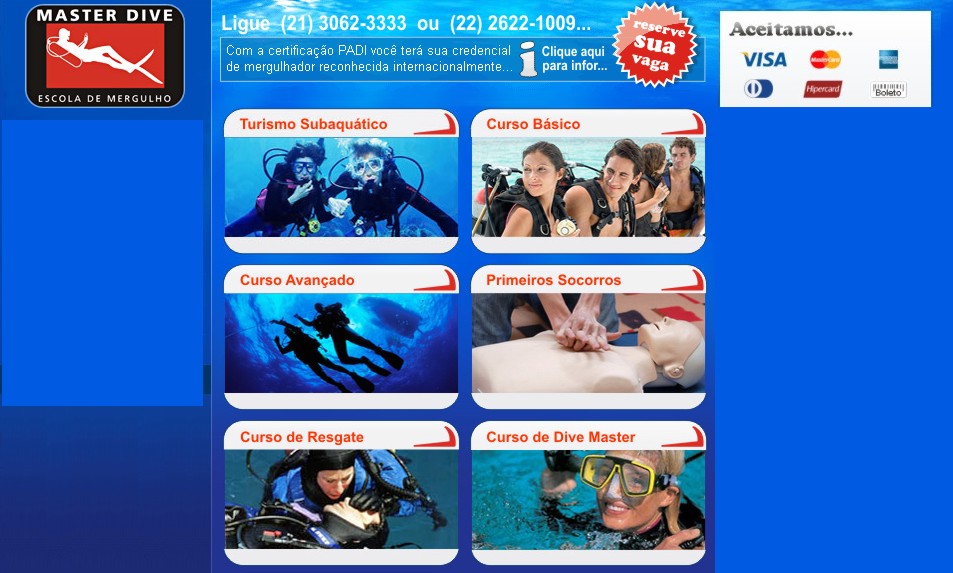 MASTER DIVE
ESCOLA DE MERGULHO
Ligue (21) 3062-3333 ou (22) 2622-1009...
Com a certificação PADI você terá sua credencial
de mergulhador reconhecida internacionalmente...
i
Clique aqui
para infor...
reserve
sua
vaga
Aceitamos...
VISA
MasterCard
Hipercard
Boleto
Turismo Subaquático
Curso Básico
Curso Avançado
Primeiros Socorros
Curso de Resgate
Curso de Dive Master